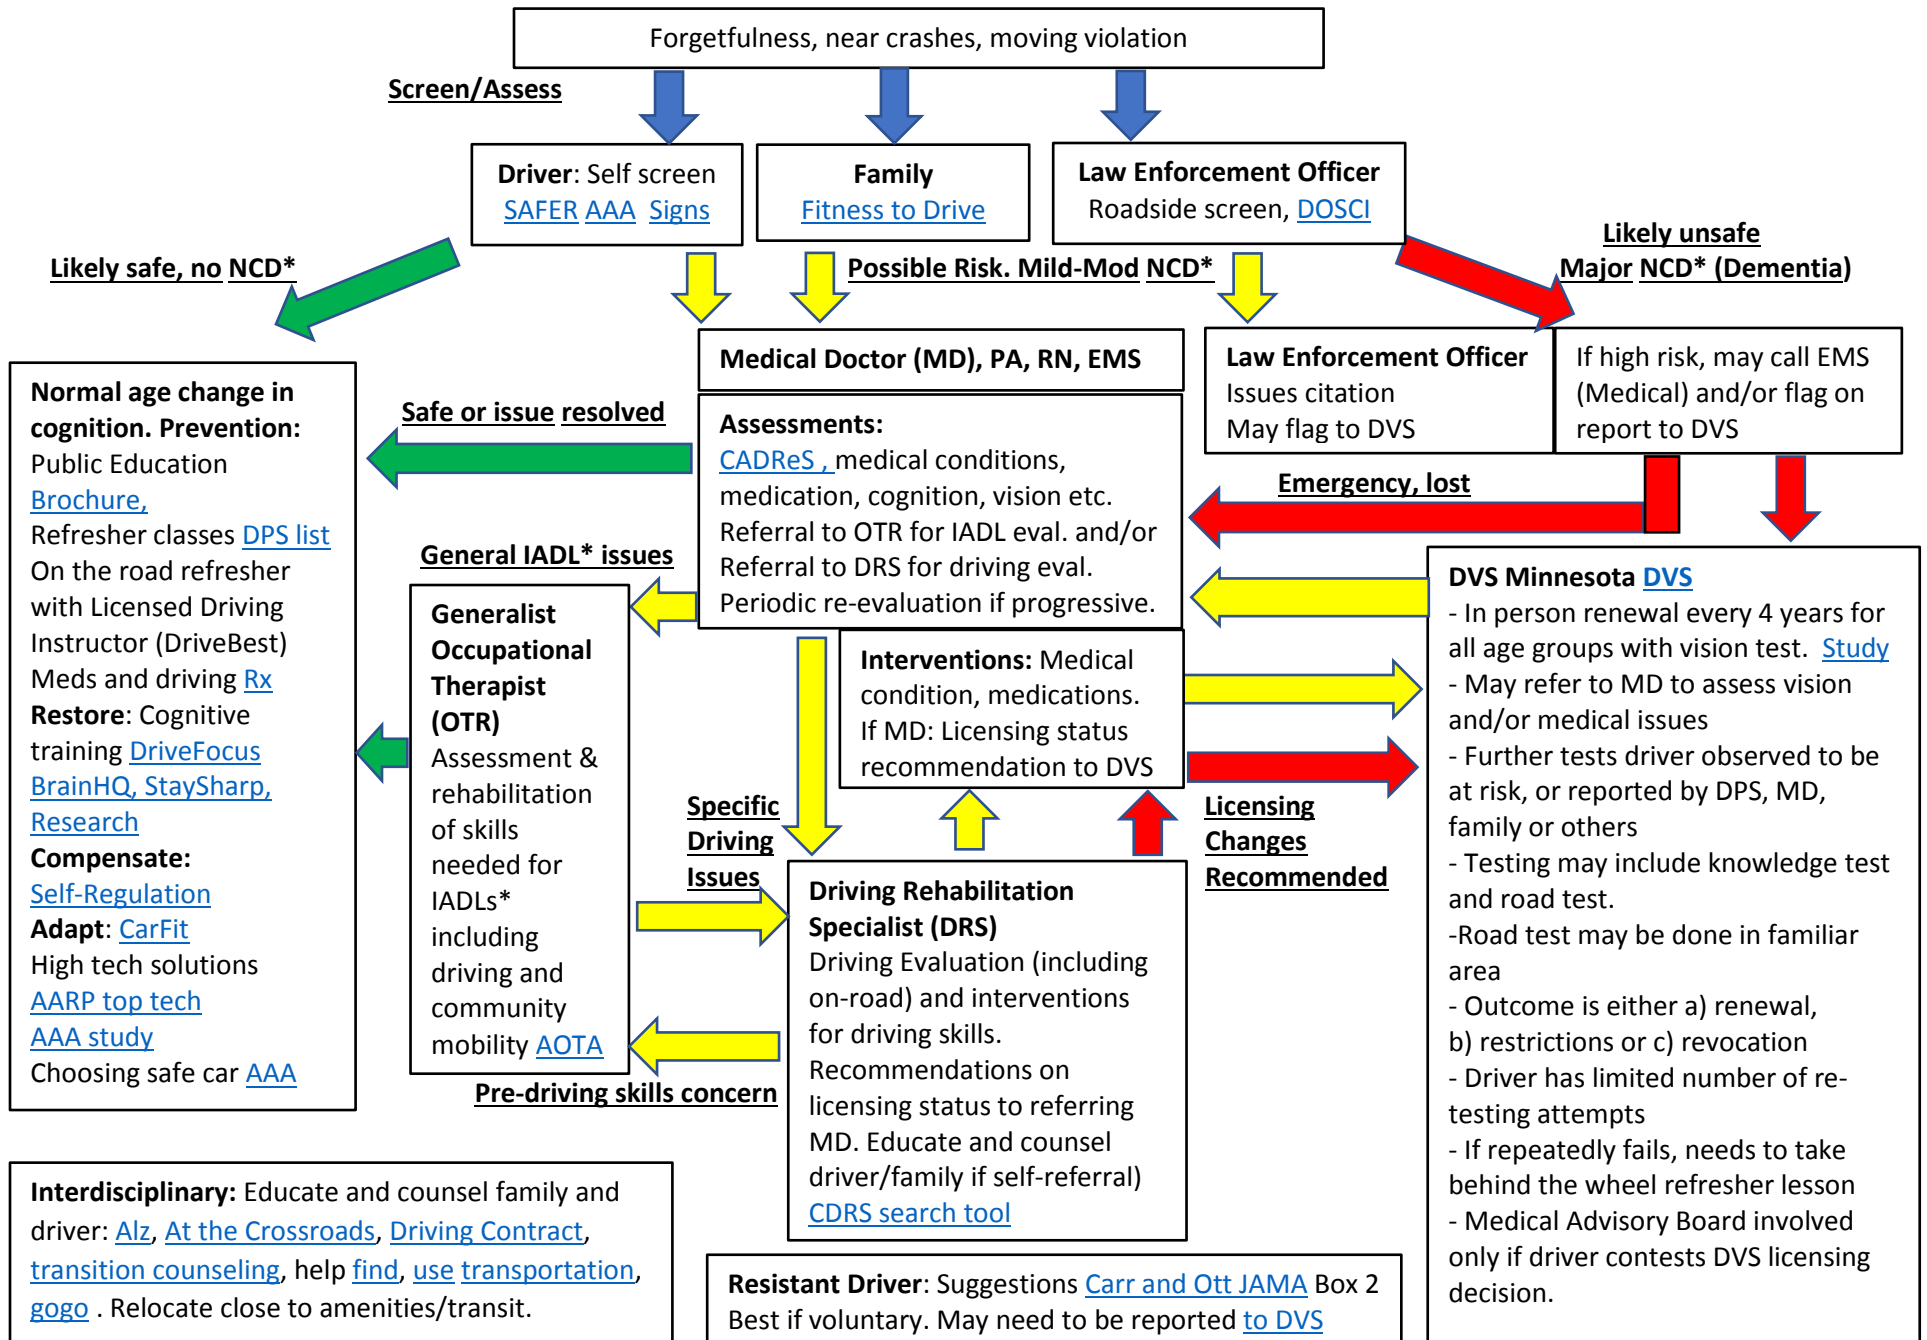 Forgetfulness, near crashes, moving violation
Screen/Assess
Driver: Self screen
SAFER AAA Signs
Family
Fitness to Drive
Law Enforcement Officer
Roadside screen, DOSCI
Likely safe, no NCD*
Possible Risk. Mild-Mod NCD*
Likely unsafe
Major NCD* (Dementia)
Normal age change in
cognition. Prevention:
Public Education
Brochure,
Refresher classes DPS list
On the road refresher
with Licensed Driving
Instructor (DriveBest)
Meds and driving Rx
Restore: Cognitive
training DriveFocus
BrainHQ, StaySharp,
Research
Compensate:
Self-Regulation
Adapt: CarFit
High tech solutions
AARP top tech
AAA study
Choosing safe car AAA
Safe or issue resolved
Medical Doctor (MD), PA, RN, EMS
Assessments:
CADReS , medical conditions,
medication, cognition, vision etc.
Referral to OTR for IADL eval. and/or
Referral to DRS for driving eval.
Periodic re-evaluation if progressive.
Interventions: Medical
condition, medications.
If MD: Licensing status
recommendation to DVS
Law Enforcement Officer
Issues citation
May flag to DVS
If high risk, may call EMS
(Medical) and/or flag on
report to DVS
Emergency, lost
General IADL* issues
Generalist
Occupational
Therapist
(OTR)
Assessment &
rehabilitation
of skills
needed for
IADLs*
including
driving and
community
mobility AOTA
Specific
Driving
Issues
Licensing
Changes
Recommended
Pre-driving skills concern
Driving Rehabilitation
Specialist (DRS)
Driving Evaluation (including
on-road) and interventions
for driving skills.
Recommendations on
licensing status to referring
MD. Educate and counsel
driver/family if self-referral)
CDRS search tool
DVS Minnesota DVS
- In person renewal every 4 years for
all age groups with vision test. Study
- May refer to MD to assess vision
and/or medical issues
- Further tests driver observed to be
at risk, or reported by DPS, MD,
family or others
- Testing may include knowledge test
and road test.
-Road test may be done in familiar
area
- Outcome is either a) renewal,
b) restrictions or c) revocation
- Driver has limited number of re-
testing attempts
- If repeatedly fails, needs to take
behind the wheel refresher lesson
- Medical Advisory Board involved
only if driver contests DVS licensing
decision.
Interdisciplinary: Educate and counsel family and
driver: Alz, At the Crossroads, Driving Contract,
transition counseling, help find, use transportation,
gogo . Relocate close to amenities/transit.
Resistant Driver: Suggestions Carr and Ott JAMA Box 2
Best if voluntary. May need to be reported to DVS